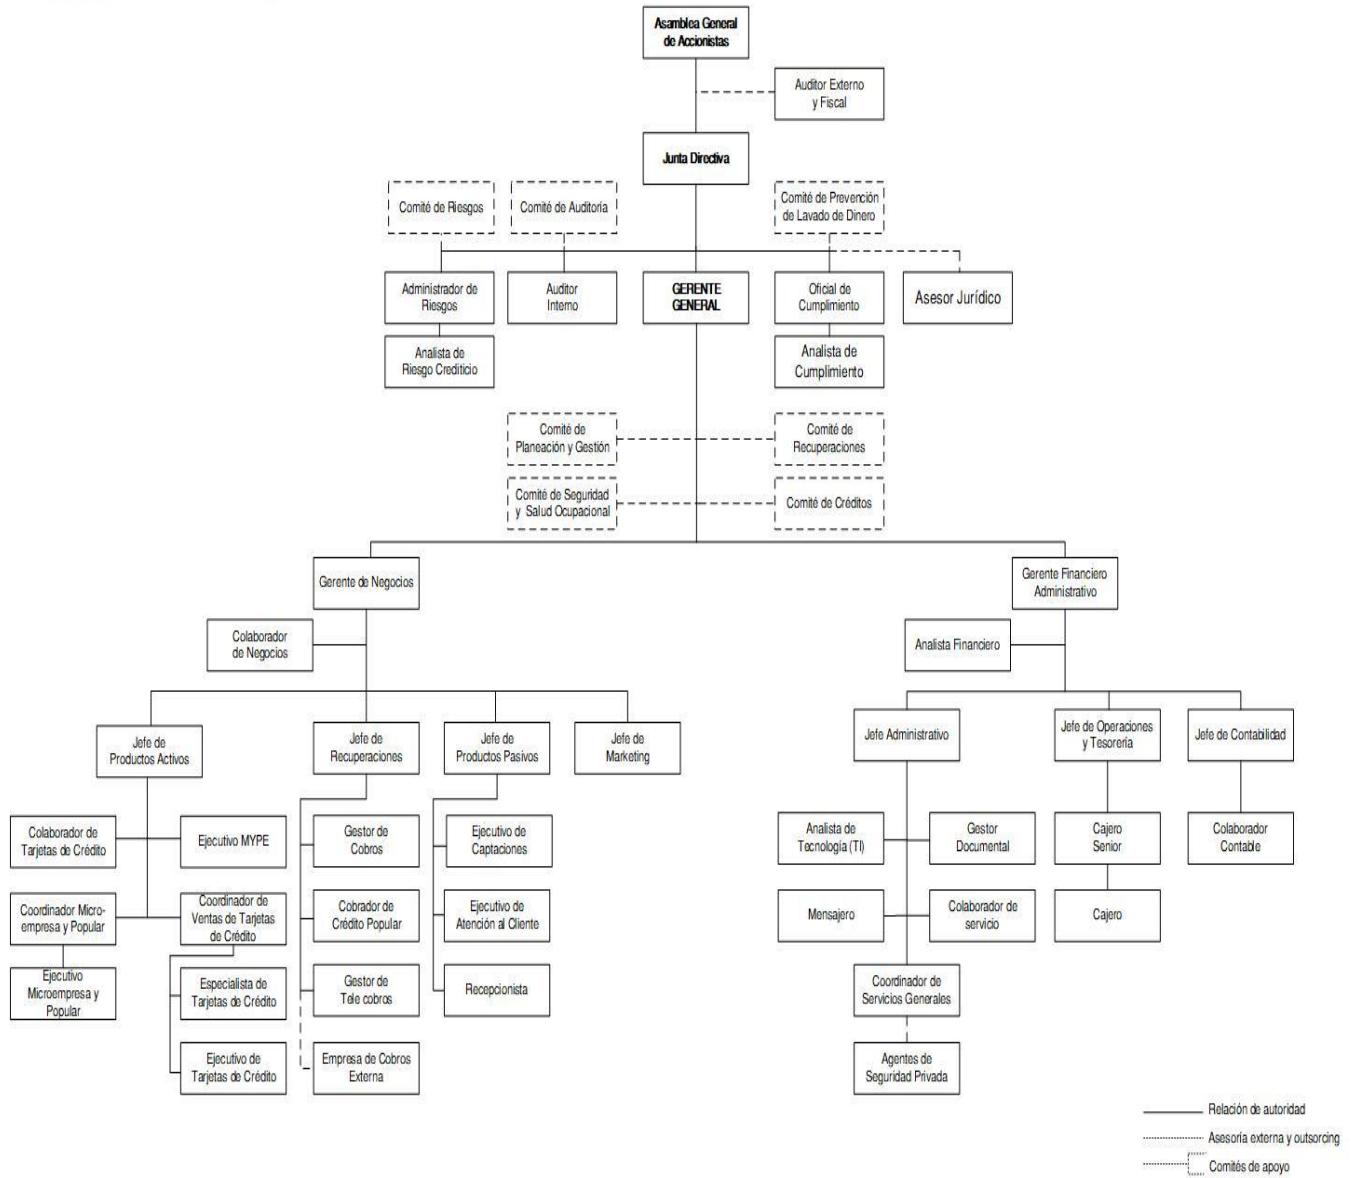 Asamblea General
de Accionistas
Auditor Externo
y Fiscal
Junta Directiva
Comité de Riesgos
Comité de Auditoría
Comité de Prevención
de Lavado de Dinero
Administrador de
Riesgos
Auditor
Interno
GERENTE
GENERAL
Oficial de
Cumplimiento
Asesor Jurídico
Analista de
Riesgo Crediticio
Analista de
Cumplimiento
Comité de
Planeación y Gestión
Comité de
Recuperaciones
Comité de Seguridad
y Salud Ocupacional
Comité de Créditos
Gerente de Negocios
Gerente Financiero
Administrativo
Colaborador
de Negocios
Analista Financiero
Jefe de
Productos Activos
Jefe de
Recuperaciones
Jefe de
Productos Pasivos
Jefe de
Marketing
Jefe Administrativo
Jefe de Operaciones
y Tesorería
Jefe de Contabilidad
Colaborador de
Tarjetas de Crédito
Ejecutivo MYPE
Gestor de
Cobros
Ejecutivo de
Captaciones
Analista de
Tecnología (TI)
Gestor
Documental
Cajero
Senior
Colaborador
Contable
Coordinador Micro-
empresa y Popular
Coordinador de
Ventas de Tarjetas
de Crédito
Cobrador de
Crédito Popular
Ejecutivo de
Atención al Cliente
Mensajero
Colaborador de
servicio
Cajero
Ejecutivo
Microempresa y
Popular
Especialista de
Tarjetas de Crédito
Gestor de
Tele cobros
Recepcionista
Coordinador de
Servicios Generales
Ejecutivo de
Tarjetas de Crédito
Empresa de Cobros
Externa
Agentes de
Seguridad Privada
Relación de autoridad
Asesoría externa y outsorcing
Comités de apoyo